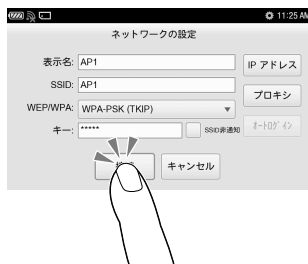 11:25 AM
ネットワークの設定
表示名: AP1
IP アドレス
SSID: AP1
プロキシ
WEP/WPA: WPA-PSK (TKIP)
キー: *****
SSID非通知
オートログイン
キャンセル